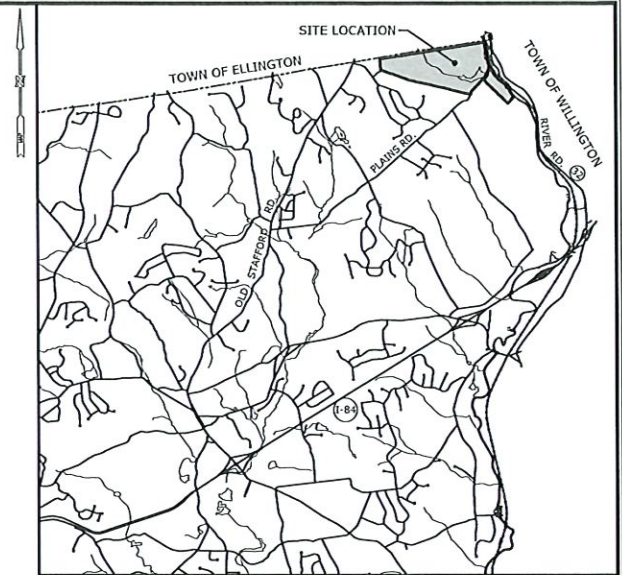 SITE LOCATION
TOWN OF ELLINGTON
TOWN OF WILLINGTON
RIVER RD.
32
PLAINS RD.
OLD STAFFORD RD.
I-84